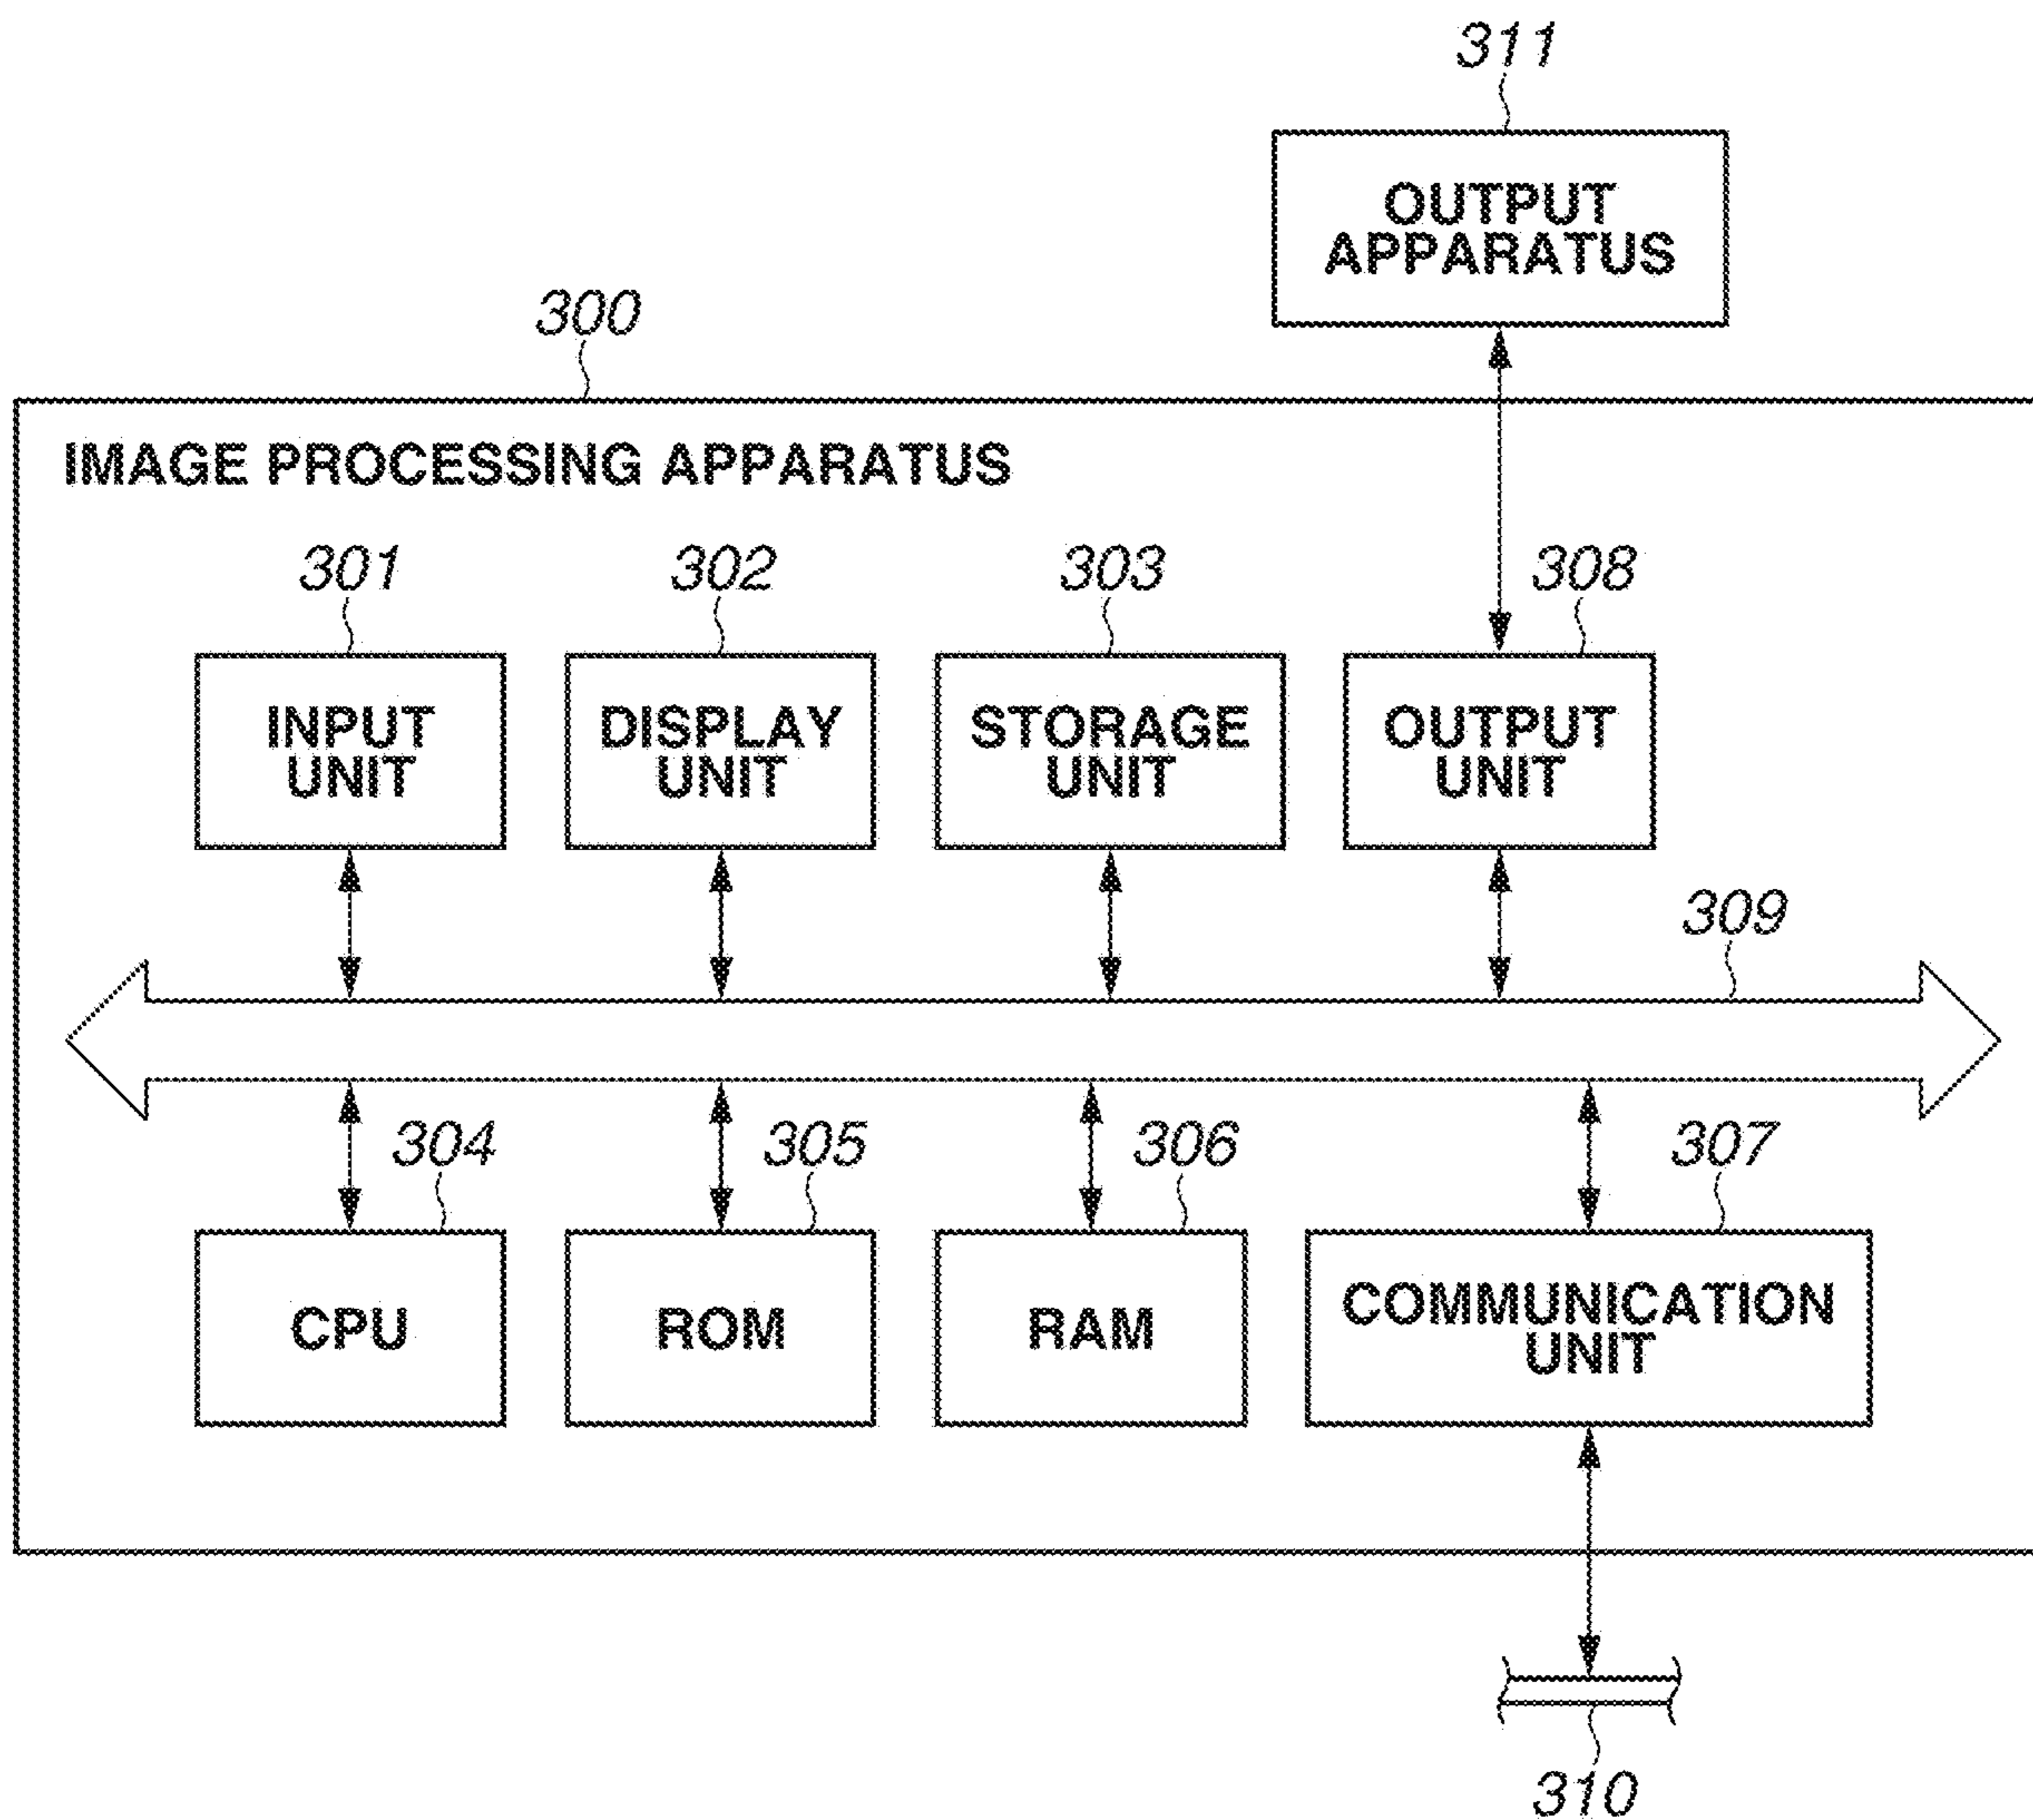 311
OUTPUT
APPARATUS
300
IMAGE PROCESSING APPARATUS
301
302
303
308
INPUT
UNIT
DISPLAY
UNIT
STORAGE
UNIT
OUTPUT
UNIT
309
304
305
306
307
CPU
ROM
RAM
COMMUNICATION
UNIT
310